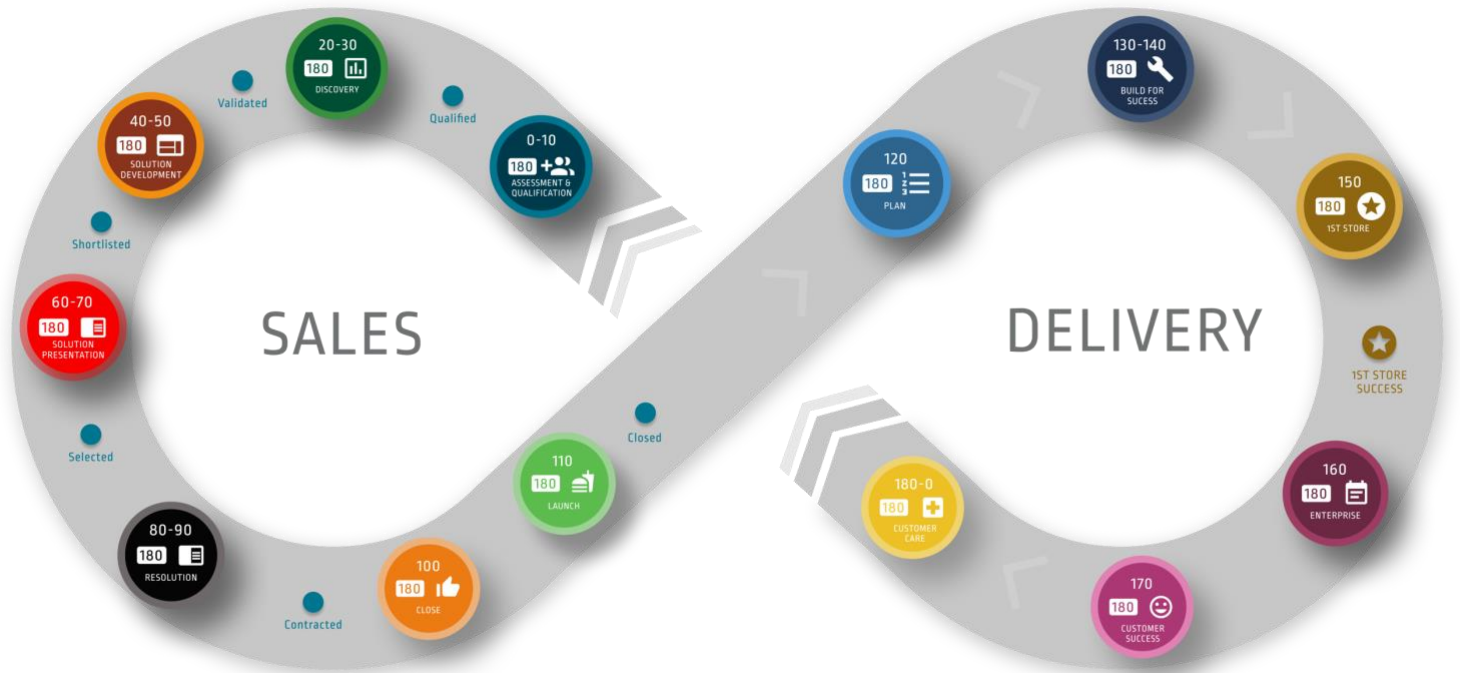 SALES
0-10
180
ASSESSMENT &
QUALIFICATION
Qualified
20-30
180
DISCOVERY
Validated
40-50
180
SOLUTION
DEVELOPMENT
Shortlisted
60-70
180
SOLUTION
PRESENTATION
Selected
80-90
180
RESOLUTION
Contracted
100
180
CLOSE
110
180
LAUNCH
Closed
DELIVERY
120
180
1
2
3
PLAN
130-140
180
BUILD FOR
SUCESS
150
180
1ST STORE
1ST STORE
SUCCESS
160
180
ENTERPRISE
170
180
CUSTOMER
SUCCESS
180-0
180
CUSTOMER
CARE